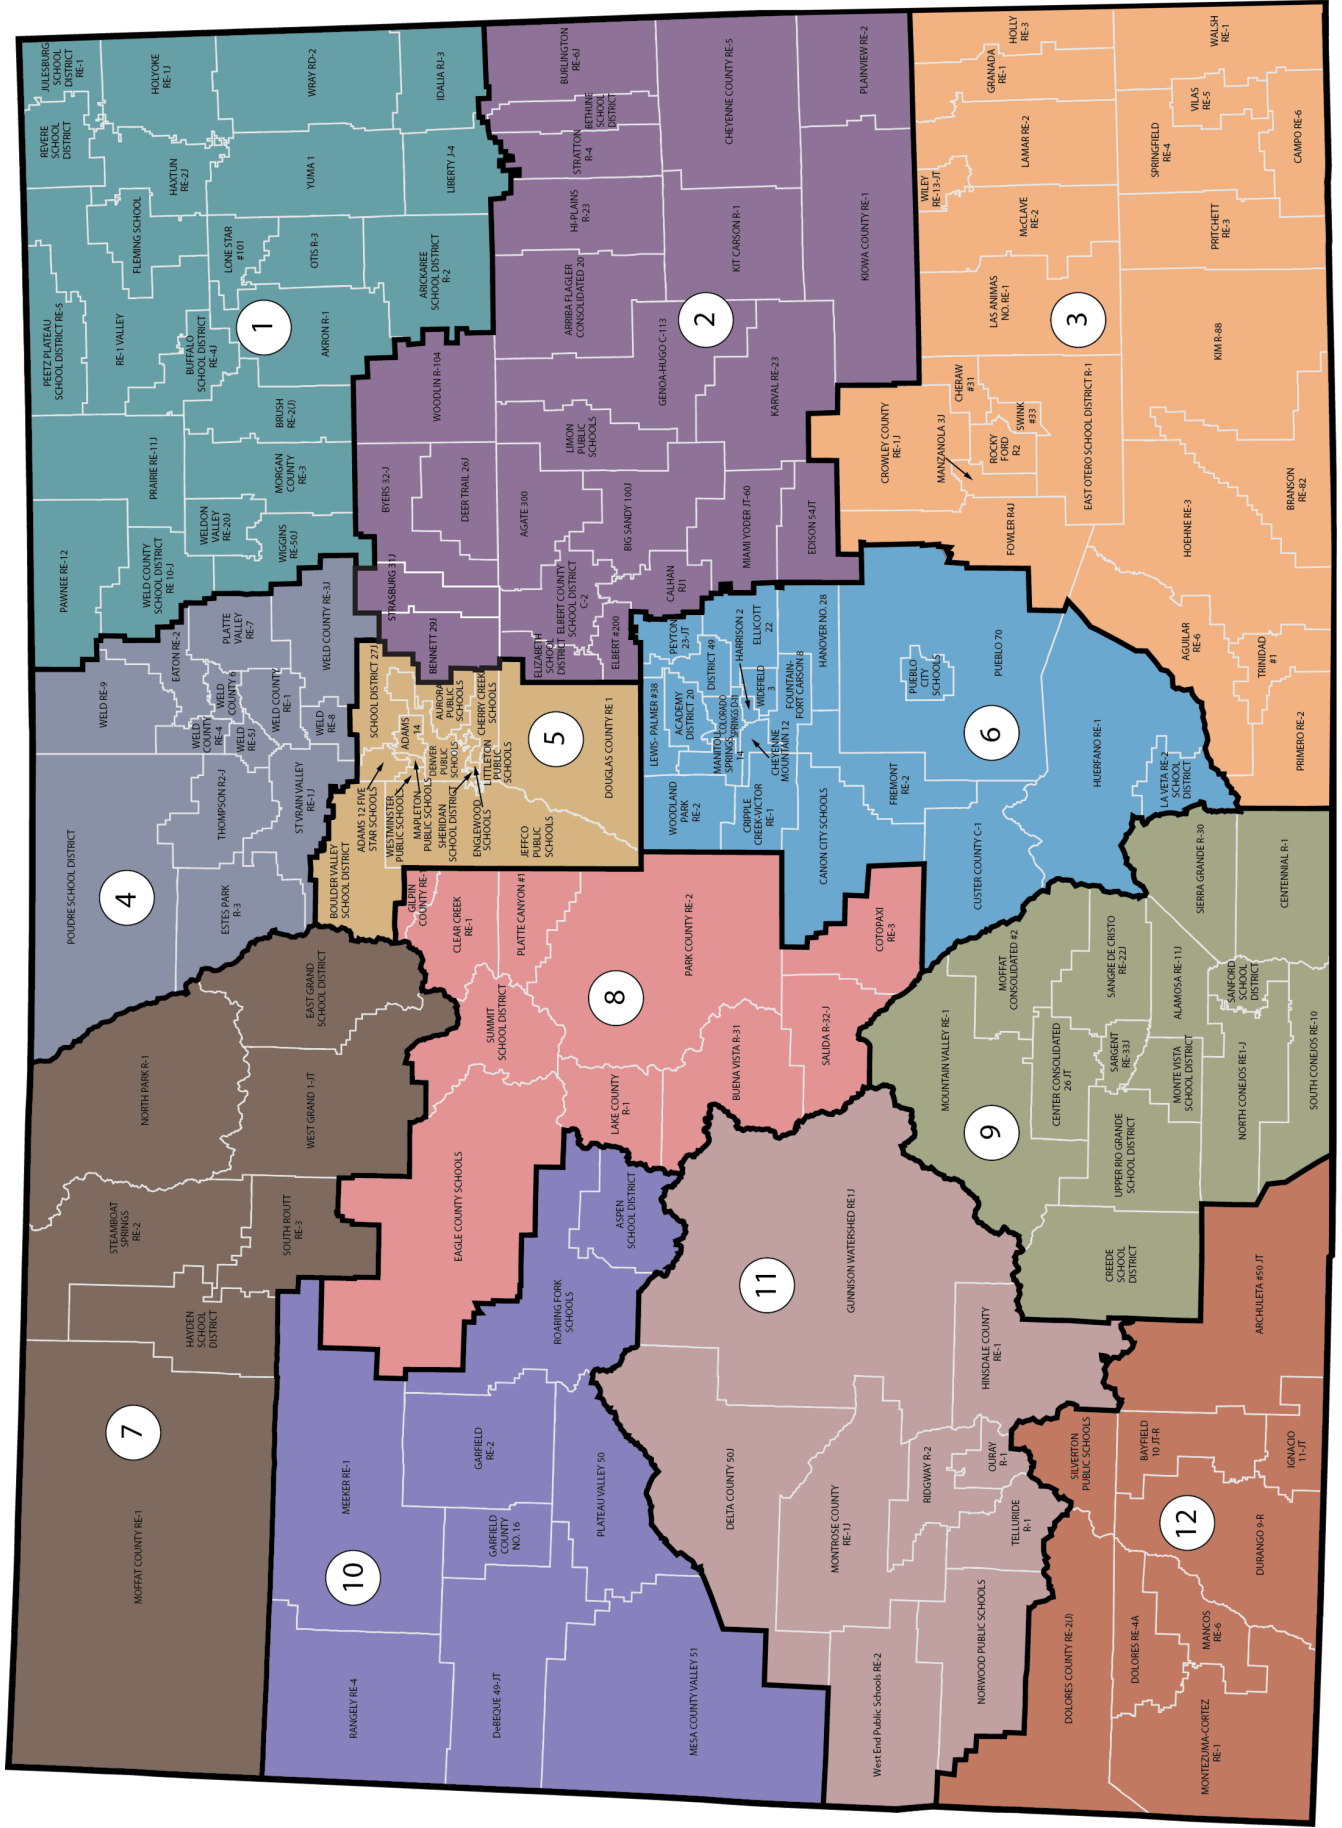 1
JULESBURG
SCHOOL
DISTRICT
RE-1
REVERE
SCHOOL
DISTRICT
HOLYOKE
RE-1J
HAXTUN
RE-2J
FLEMING SCHOOL
PEETZ PLATEAU
SCHOOL DISTRICT RE-5
RE-1 VALLEY
WRAY RD-2
YUMA 1
IDALIA RJ-3
LIBERTY J-4
LONE STAR
#101
OTIS R-3
ARICKAREE
SCHOOL DISTRICT
R-2
BUFFALO
SCHOOL DISTRICT
RE-4J
AKRON R-1
BRUSH
RE-2(J)
PRAIRIE RE-11J
MORGAN
COUNTY
RE-3
WELDON
VALLEY
RE-20J
WIGGINS
RE-50J
PAWNEE RE-12
WELD COUNTY
SCHOOL DISTRICT
RE 10-J
2
BURLINGTON
RE-6J
BETHUNE
SCHOOL
DISTRICT
STRATTON
R-4
HI-PLAINS
R-23
ARRIBA FLAGLER
CONSOLIDATED 20
CHEYENNE COUNTY RE-5
PLAINVIEW RE-2
KIT CARSON R-1
KIOWA COUNTY RE-1
WOODLIN R-104
GENOA-HUGO C-113
KARVAL RE-23
LIMON
PUBLIC
SCHOOLS
BYERS 32-J
DEER TRAIL 26J
AGATE 300
BIG SANDY 100J
MIAMI YODER JT-60
EDISON 54JT
STRASBURG 31J
BENNETT 29J
ELIZABETH
SCHOOL
DISTRICT
ELBERT COUNTY
SCHOOL DISTRICT
C-2
ELBERT #200
CALHAN
RJ1
3
HOLLY
RE-3
GRANADA
RE-1
WALSH
RE-1
VILAS
RE-5
LAMAR RE-2
WILEY
RE-13-JT
SPRINGFIELD
RE-4
CAMPO RE-6
McCLAVE
RE-2
PRITCHETT
RE-3
LAS ANIMAS
NO. RE-1
KIM R-88
CHERAW
#31
SWINK
#33
CROWLEY COUNTY
RE-1J
MANZANOLA 3J
ROCKY
FORD
R2
EAST OTERO SCHOOL DISTRICT R-1
FOWLER R4J
HOEHNE RE-3
BRANSON
RE-82
AGUILAR
RE-6
TRINIDAD
#1
PRIMERO RE-2
4
WELD RE-9
EATON RE-2
PLATTE
VALLEY
RE-7
WELD COUNTY RE-3J
WELD
COUNTY 6
WELD
COUNTY
RE-4
WELD
RE-5J
WELD COUNTY
RE-1
WELD
RE-8
THOMPSON R2-J
ST VRAIN VALLEY
RE-1J
POUDRE SCHOOL DISTRICT
ESTES PARK
R-3
5
SCHOOL DISTRICT 27J
ADAMS
14
AURORA
PUBLIC
SCHOOLS
CHERRY CREEK
SCHOOLS
DENVER
PUBLIC
SCHOOLS
LITTLETON
PUBLIC
SCHOOLS
ADAMS 12 FIVE
STAR SCHOOLS
WESTMINSTER
PUBLIC SCHOOLS
MAPLETON
PUBLIC SCHOOLS
SHERIDAN
SCHOOL DISTRICT
ENGLEWOOD
SCHOOLS
DOUGLAS COUNTY RE 1
JEFFCO
PUBLIC
SCHOOLS
BOULDER VALLEY
SCHOOL DISTRICT
6
PEYTON
23-JT
LEWIS- PALMER #38
ACADEMY
DISTRICT 20
DISTRICT 49
HARRISON 2
ELLICOTT
22
HANOVER NO. 28
COLORADO
SPRINGS D-11
WIDEFIELD
3
FOUNTAIN-
FORT CARSON 8
MANITOU
SPRINGS
14
CHEYENNE
MOUNTAIN 12
WOODLAND
PARK
RE-2
CRIPPLE
CREEK-VICTOR
RE-1
CANON CITY SCHOOLS
FREMONT
RE-2
PUEBLO
CITY
SCHOOLS
PUEBLO 70
CUSTER COUNTY C-1
HUERFANO RE-1
LA VETA RE-2
SCHOOL
DISTRICT
7
NORTH PARK R-1
EAST GRAND
SCHOOL DISTRICT
WEST GRAND 1-JT
STEAMBOAT
SPRINGS
RE-2
SOUTH ROUTT
RE-3
HAYDEN
SCHOOL
DISTRICT
MOFFAT COUNTY RE-1
8
GILPIN
COUNTY RE-1
CLEAR CREEK
RE-1
PLATTE CANYON #1
PARK COUNTY RE-2
COTOPAXI
RE-3
SUMMIT
SCHOOL DISTRICT
LAKE COUNTY
R-1
BUENA VISTA R-31
SALIDA R-32-J
EAGLE COUNTY SCHOOLS
9
SIERRA GRANDE R-30
CENTENNIAL R-1
MOFFAT
CONSOLIDATED #2
SANGRE DE CRISTO
RE-22J
ALAMOSA RE-11J
SANFORD
SCHOOL
DISTRICT
MOUNTAIN VALLEY RE-1
CENTER CONSOLIDATED
26 JT
SARGENT
RE-33J
MONTE VISTA
SCHOOL DISTRICT
NORTH CONEJOS RE1-J
SOUTH CONEJOS RE-10
UPPER RIO GRANDE
SCHOOL DISTRICT
CREEDE
SCHOOL
DISTRICT
10
ASPEN
SCHOOL DISTRICT
ROARING FORK
SCHOOLS
MEEKER RE-1
GARFIELD
RE-2
GARFIELD
COUNTY
NO. 16
PLATEAU VALLEY 50
RANGELY RE-4
DeBEQUE 49-JT
MESA COUNTY VALLEY 51
11
GUNNISON WATERSHED RE1J
HINSDALE COUNTY
RE-1
DELTA COUNTY 50J
MONTROSE COUNTY
RE-1J
RIDGWAY R-2
OURAY
R-1
TELLURIDE
R-1
NORWOOD PUBLIC SCHOOLS
West End Public Schools RE-2
12
ARCHULETA #50 JT
SILVERTON
PUBLIC SCHOOLS
BAYFIELD
10 JT-R
IGNACIO
11-JT
DURANGO 9-R
DOLORES COUNTY RE-2(J)
DOLORES RE-4A
MANCOS
RE-6
MONTEZUMA-CORTEZ
RE-1